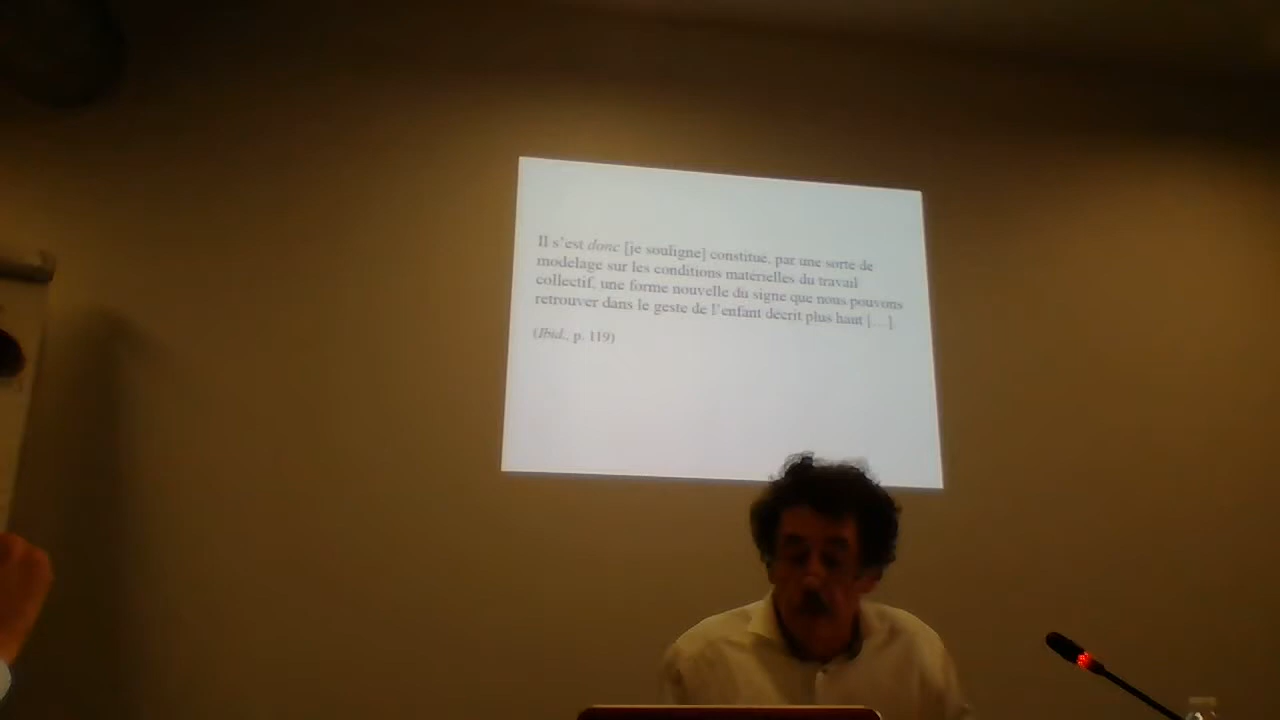 Il s'est donc [je souligne] constitué, par une sorte de
modelage sur les conditions matérielles du travail
collectif, une forme nouvelle du signe que nous pouvons
retrouver dans le geste de l'enfant décrit plus haut […]
(Ibid., p. 119)